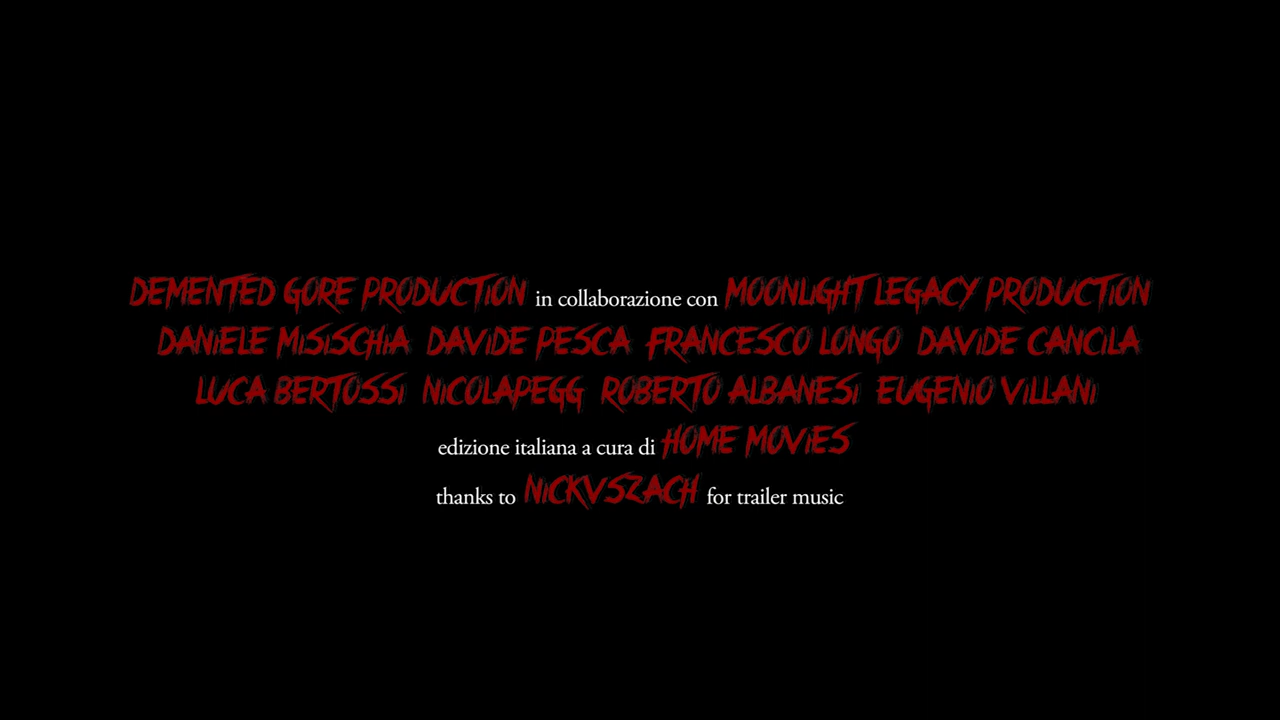 DEMENTED GORE PRODUCTION in collaborazione con MOONLIGHT LEGACY PRODUCTION
DANIELE MISISCHIA DAVIDE PESCA FRANCESCO LONGO DAVIDE CANCILA
LUCA BERTOSSI NICOLAPEGG ROBERTO ALBANESI EUGENIO VILLANI
edizione italiana a cura di HOME MOVIES
thanks to NICKVSZACH for trailer music